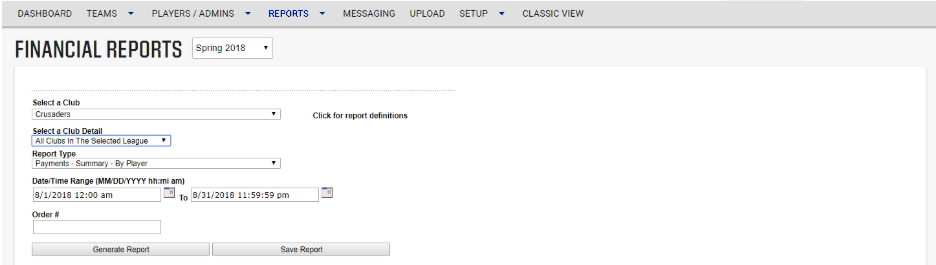 DASHBOARD TEAMS PLAYERS / ADMINS REPORTS MESSAGING UPLOAD SETUP CLASSIC VIEW
FINANCIAL REPORTS Spring 2018
Select a Club
Crusaders Click for report definitions
Select a Club Detail
All Clubs In The Selected League
Report Type
Payments - Summary - By Player
Date/Time Range (MM/DD/YYYY hh:mi am)
8/1/2018 12:00 am To 8/31/2018 11:59:59 pm
Order #
Generate Report Save Report